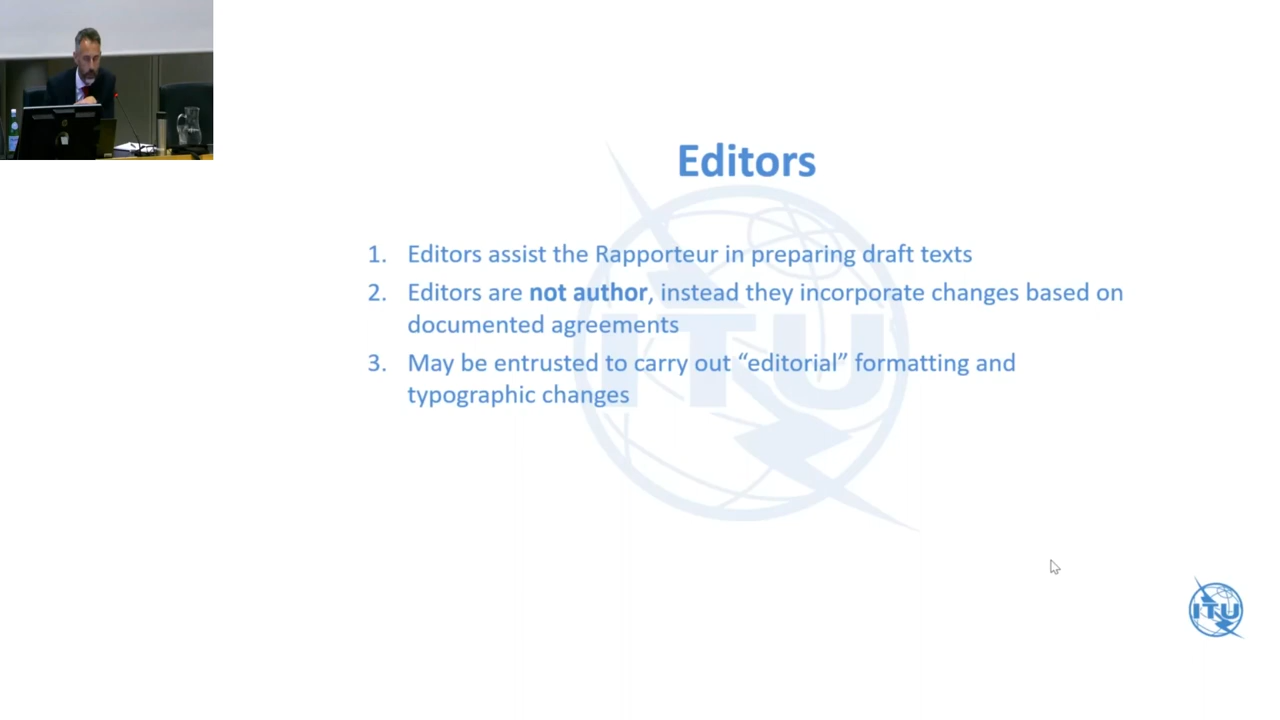 Editors
1. Editors assist the Rapporteur in preparing draft texts
2. Editors are not author, instead they incorporate changes based on
documented agreements
3. May be entrusted to carry out “editorial” formatting and
typographic changes
ITU
ITU